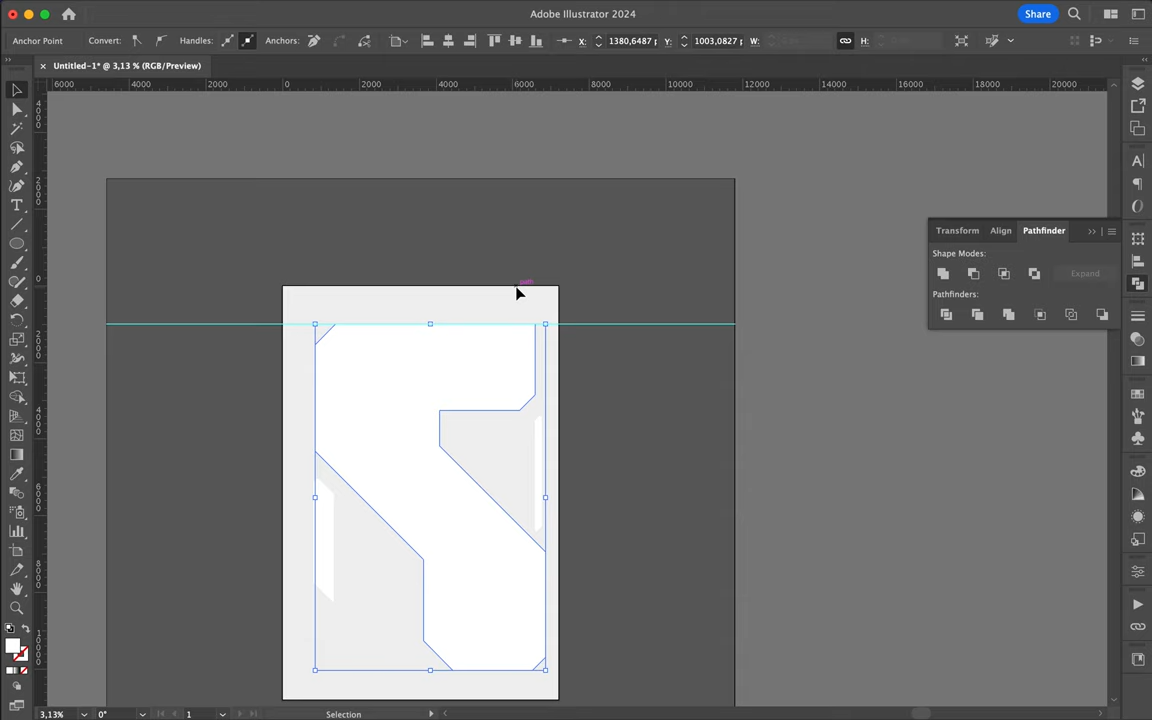 Adobe Illustrator 2024
Share
Anchor Point
Convert:
Handles:
Anchors:
X: 1380,6487 p
Y: 1003,0827 p
W:
H:
Untitled-1* @ 3,13 % (RGB/Preview)
6000 4000 2000 0 2000 4000 6000 8000 10000 12000 14000 16000 18000 20000
Transform Align Pathfinder
Shape Modes:
Expand
Pathfinders:
3,13%
0°
1
Selection